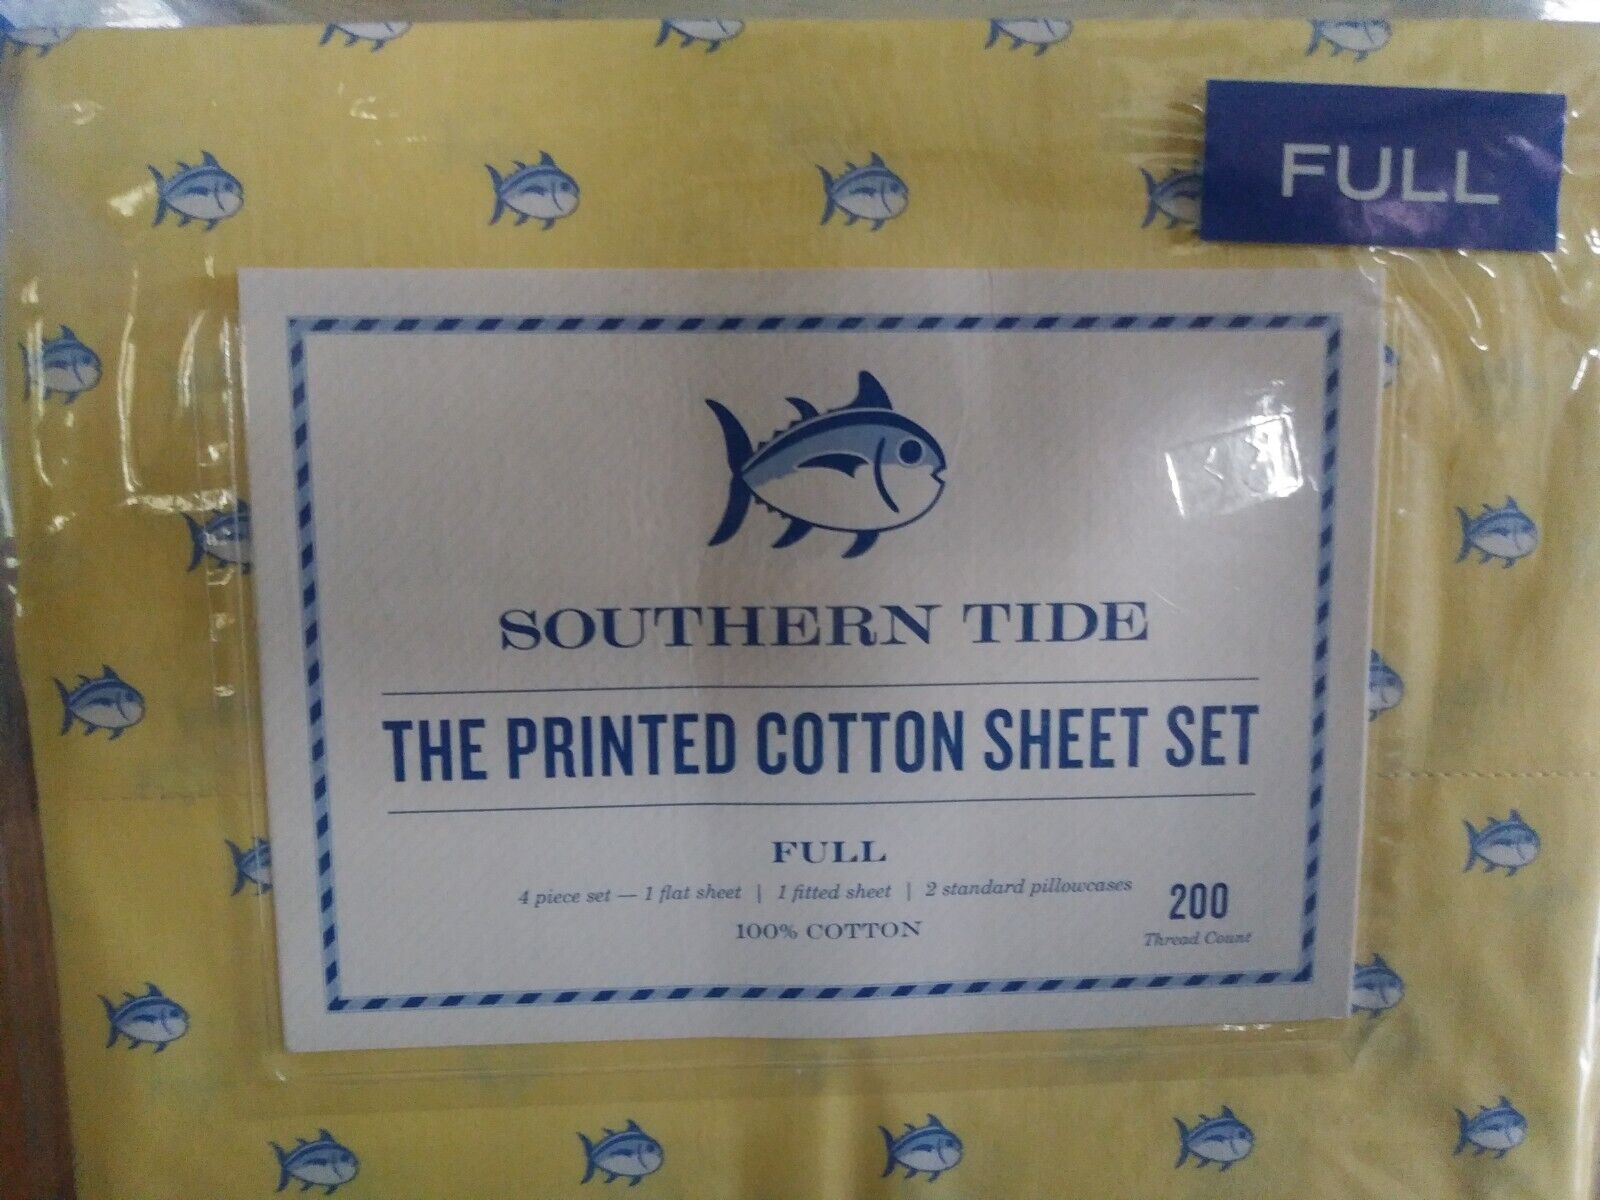 FULL
SOUTHERN TIDE
THE PRINTED COTTON SHEET SET
FULL
4 piece set — 1 flat sheet | 1 fitted sheet | 2 standard pillowcases
100% COTTON
200
Thread Count